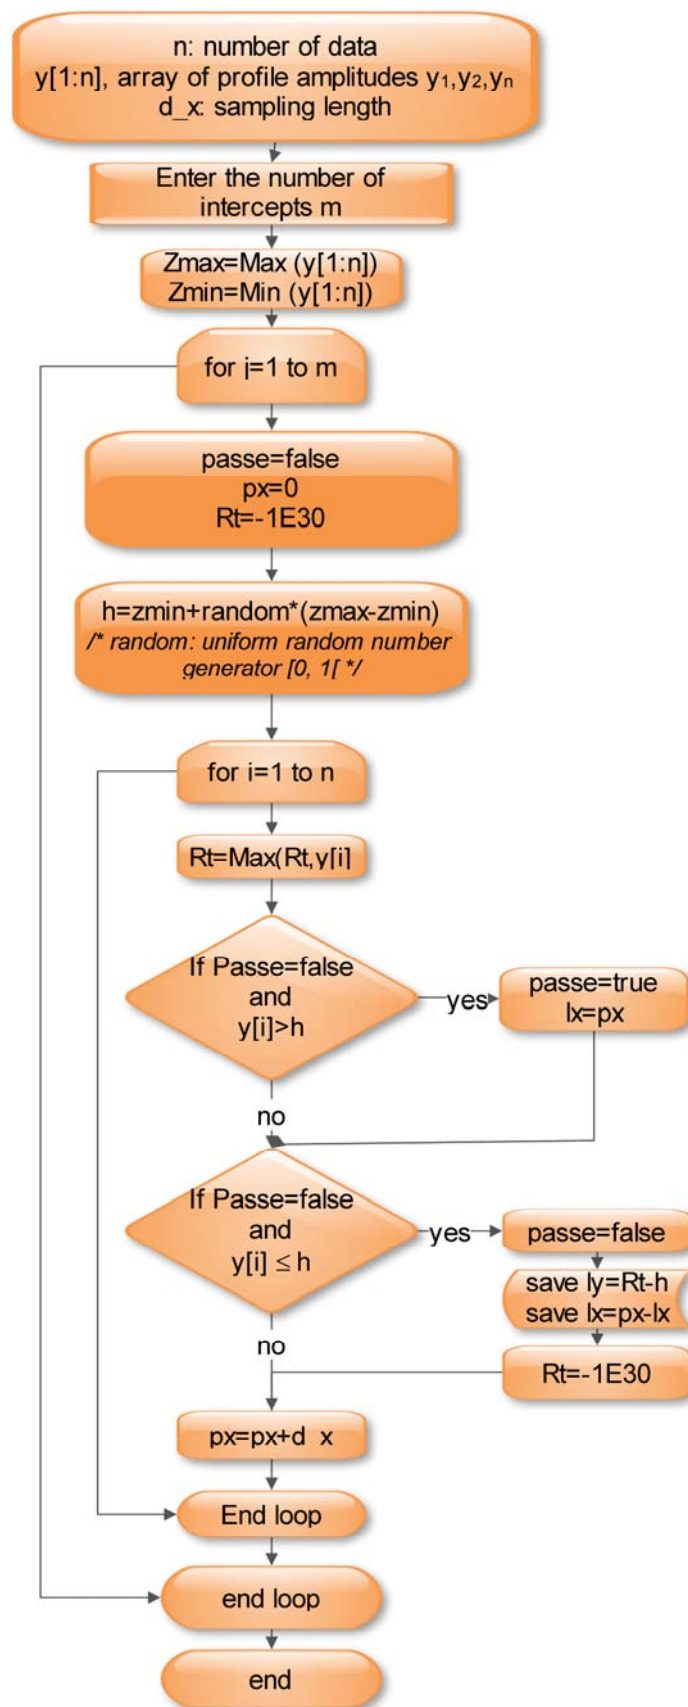 n: number of data
y[1:n], array of profile amplitudes y₁,y₂,yₙ
d_x: sampling length
Enter the number of
intercepts m
Zmax=Max (y[1:n])
Zmin=Min (y[1:n])
for j=1 to m
passe=false
px=0
Rt=-1E30
h=zmin+random*(zmax-zmin)
/* random: uniform random number
generator [0, 1[ */
for i=1 to n
Rt=Max(Rt,y[i]
If Passe=false
and
y[i]>h
yes
passe=true
lx=px
no
If Passe=false
and
y[i] ≤ h
yes
passe=false
save ly=Rt-h
save lx=px-lx
no
Rt=-1E30
px=px+d_x
End loop
end loop
end